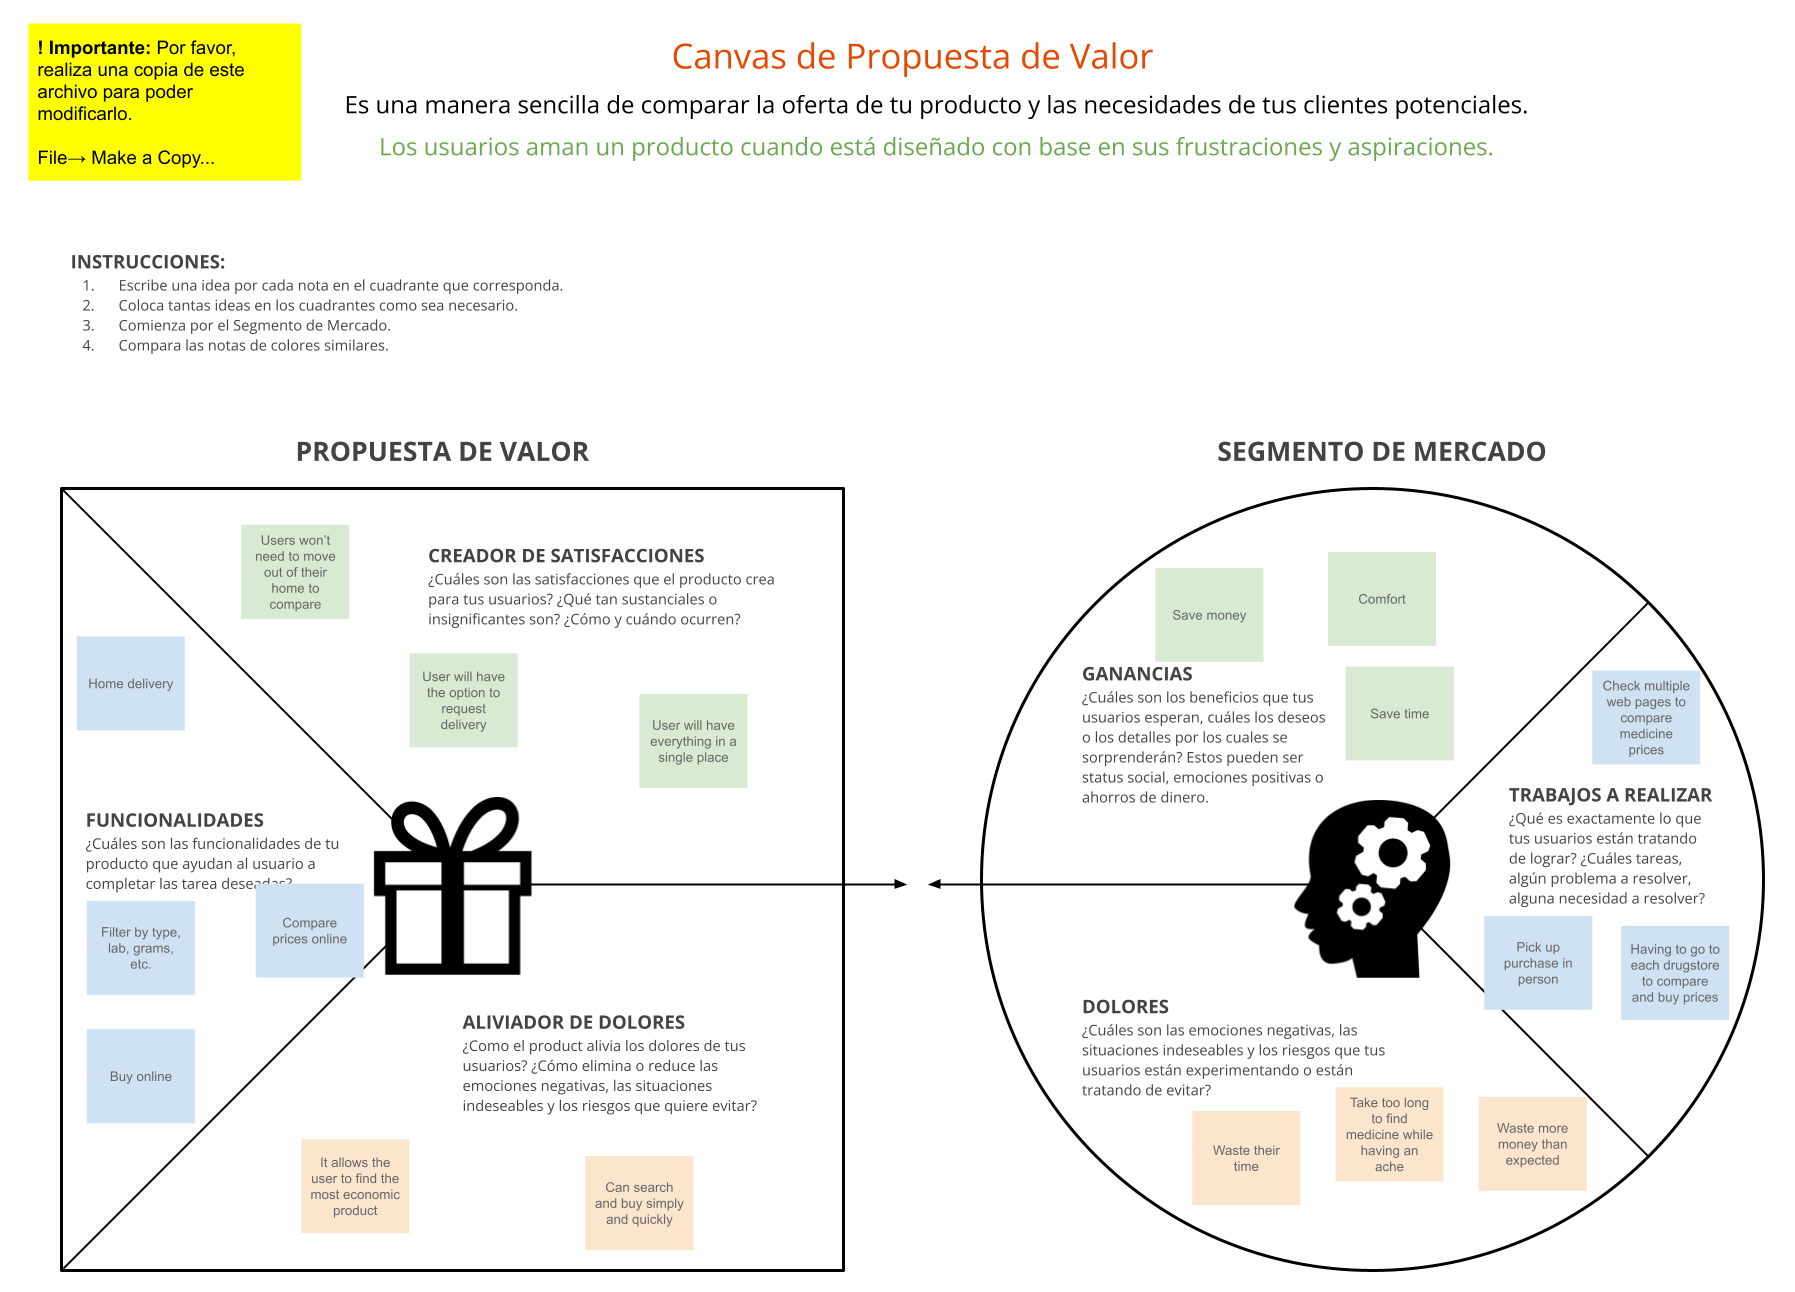 ! Importante: Por favor,
realiza una copia de este
archivo para poder
modificarlo.
File→ Make a Copy...
Canvas de Propuesta de Valor
Es una manera sencilla de comparar la oferta de tu producto y las necesidades de tus clientes potenciales.
Los usuarios aman un producto cuando está diseñado con base en sus frustraciones y aspiraciones.
INSTRUCCIONES:
1. Escribe una idea por cada nota en el cuadrante que corresponda.
2. Coloca tantas ideas en los cuadrantes como sea necesario.
3. Comienza por el Segmento de Mercado.
4. Compara las notas de colores similares.
PROPUESTA DE VALOR
Users won't
need to move
out of their
home to
compare
CREADOR DE SATISFACCIONES
¿Cuáles son las satisfacciones que el producto crea
para tus usuarios? ¿Qué tan sustanciales o
insignificantes son? ¿Cómo y cuándo ocurren?
Home delivery
User will have
the option to
request
delivery
User will have
everything in a
single place
FUNCIONALIDADES
¿Cuáles son las funcionalidades de tu
producto que ayudan al usuario a
completar las tarea deseadas?
Filter by type,
lab, grams,
etc.
Compare
prices online
Buy online
ALIVIADOR DE DOLORES
¿Como el product alivia los dolores de tus
usuarios? ¿Cómo elimina o reduce las
emociones negativas, las situaciones
indeseables y los riesgos que quiere evitar?
It allows the
user to find the
most economic
product
Can search
and buy simply
and quickly
SEGMENTO DE MERCADO
Save money
Comfort
GANANCIAS
¿Cuáles son los beneficios que tus
usuarios esperan, cuáles los deseos
o los detalles por los cuales se
sorprenderán? Estos pueden ser
status social, emociones positivas o
ahorros de dinero.
Save time
Check multiple
web pages to
compare
medicine
prices
TRABAJOS A REALIZAR
¿Qué es exactamente lo que
tus usuarios están tratando
de lograr? ¿Cuáles tareas,
algún problema a resolver,
alguna necesidad a resolver?
Pick up
purchase in
person
Having to go to
each drugstore
to compare
and buy prices
DOLORES
¿Cuáles son las emociones negativas, las
situaciones indeseables y los riesgos que tus
usuarios están experimentando o están
tratando de evitar?
Waste their
time
Take too long
to find
medicine while
having an
ache
Waste more
money than
expected